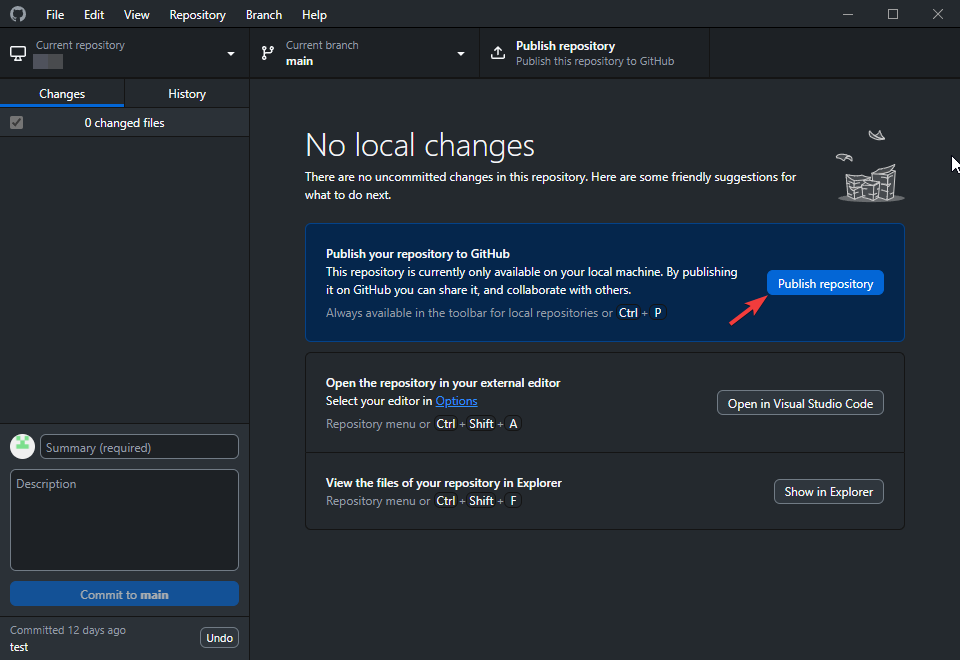 File Edit View Repository Branch Help
Current repository
Current branch
main
Publish repository
Publish this repository to GitHub
Changes History
0 changed files
No local changes
There are no uncommitted changes in this repository. Here are some friendly suggestions for
what to do next.
Publish your repository to GitHub
This repository is currently only available on your local machine. By publishing
it on GitHub you can share it, and collaborate with others.
Always available in the toolbar for local repositories or Ctrl + P
Publish repository
Open the repository in your external editor
Select your editor in Options
Repository menu or Ctrl + Shift + A
Open in Visual Studio Code
View the files of your repository in Explorer
Repository menu or Ctrl + Shift + F
Show in Explorer
Summary (required)
Description
Commit to main
Committed 12 days ago
test
Undo